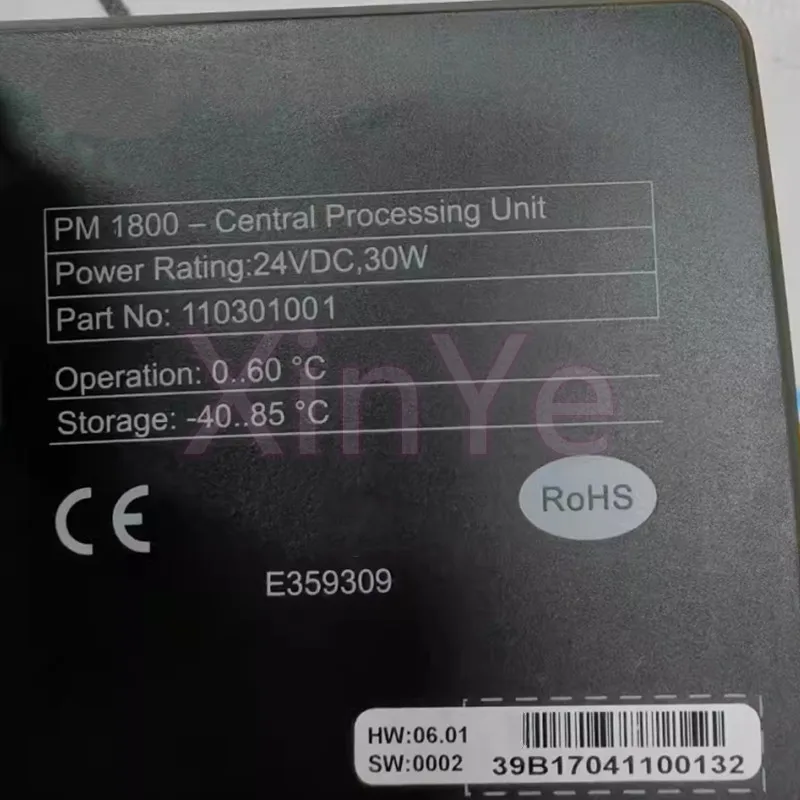 PM 1800 – Central Processing Unit
Power Rating:24VDC,30W
Part No: 110301001
Operation: 0..60 °C
Storage: -40..85 °C
XinYe
CE
RoHS
E359309
HW:06.01
SW:0002
39B17041100132